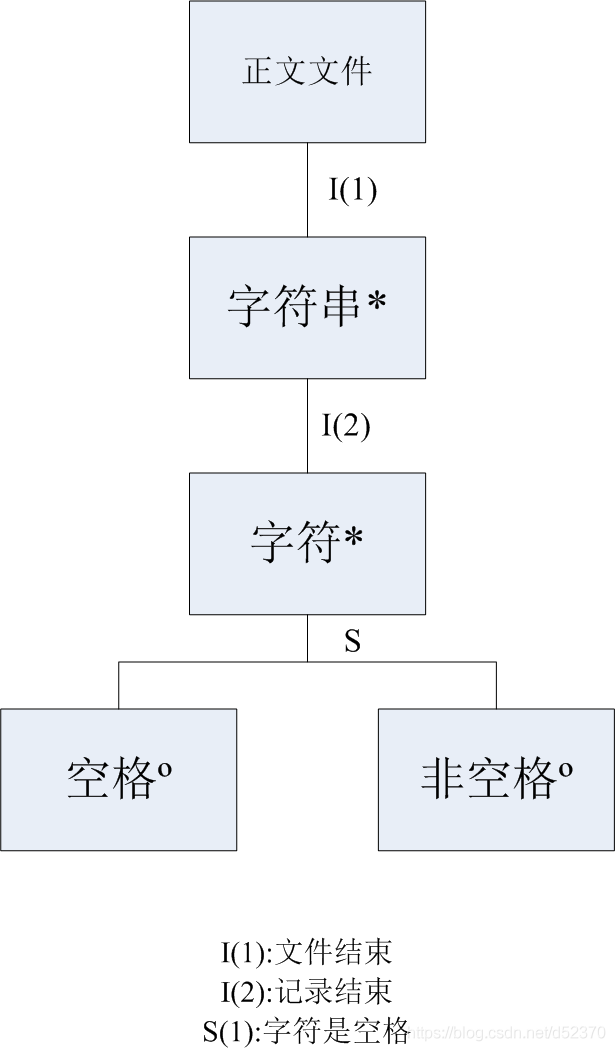 正文文件
I(1)
字符串*
I(2)
字符*
S
空格º
非空格º
I(1):文件结束
I(2):记录结束
S(1):字符是空格
https://blog.csdn.net/d52370